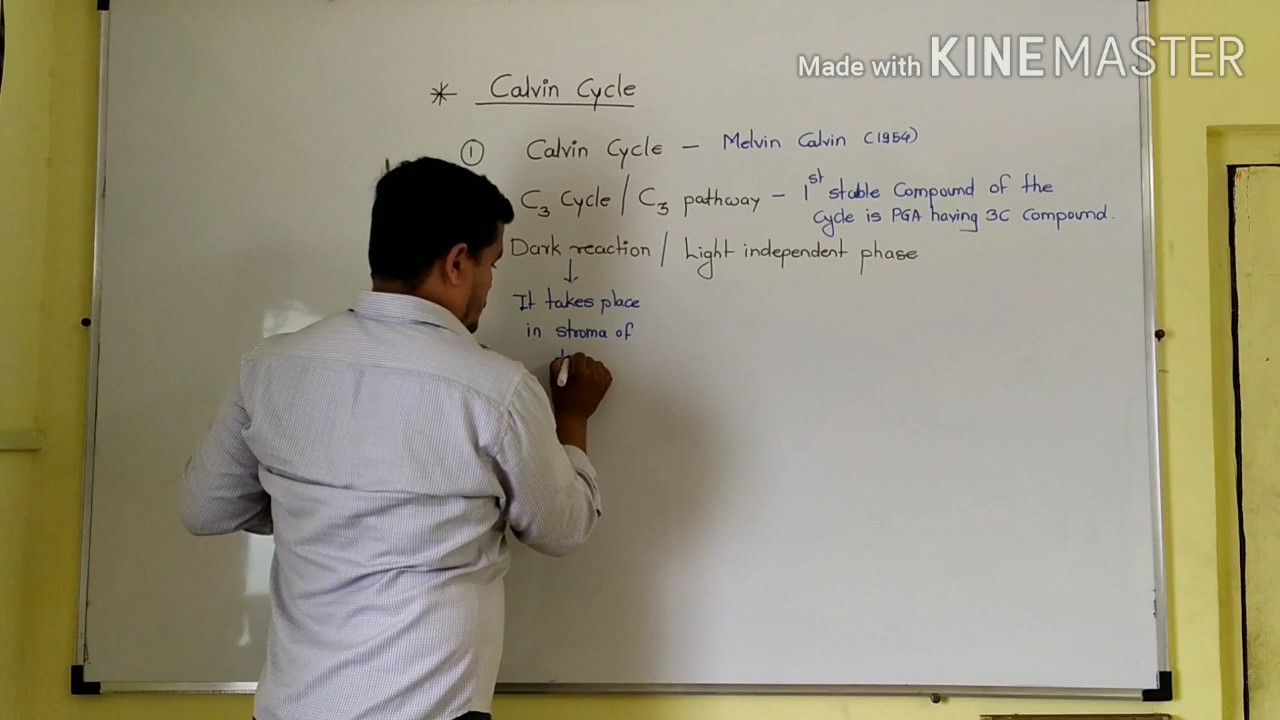 Made with KINEMASTER
* Calvin Cycle
① Calvin Cycle — Melvin Calvin (1954)
C₃ Cycle / C₃ pathway – 1st stable Compound of the
Cycle is PGA having 3C compound.
Dark reaction / Light independent phase
↓
It takes place
in stroma of